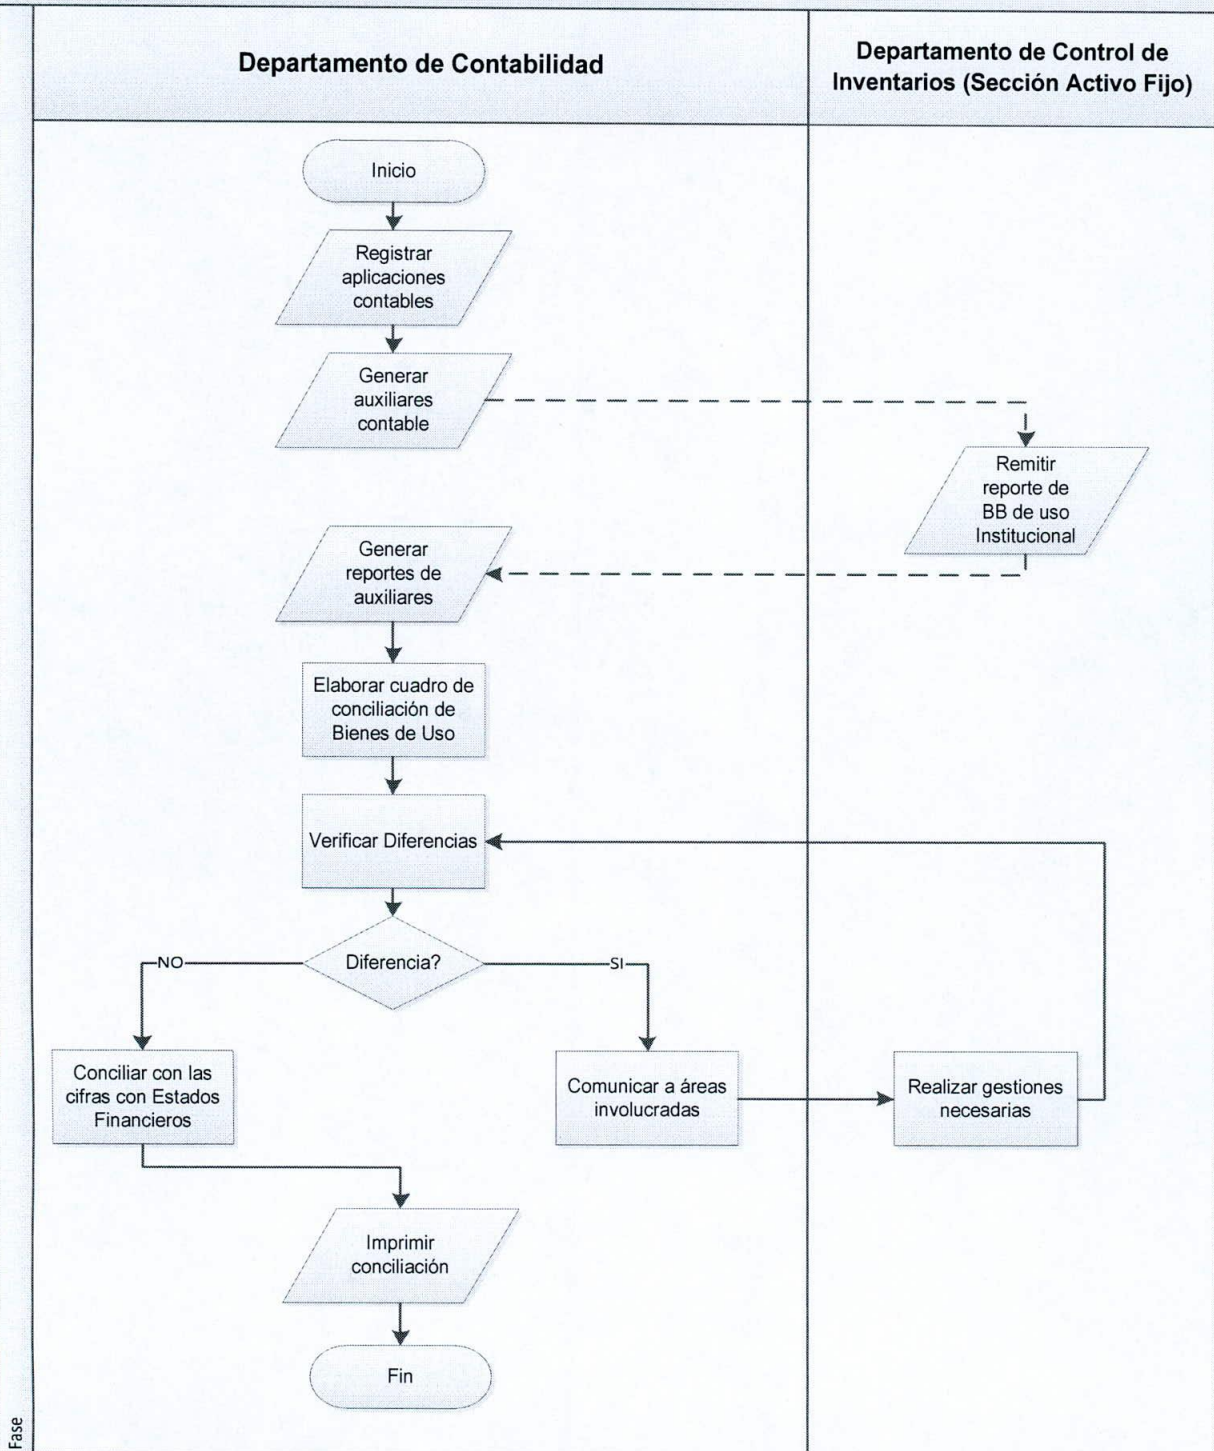 Departamento de Contabilidad
Departamento de Control de
Inventarios (Sección Activo Fijo)
Inicio
Registrar
aplicaciones
contables
Generar
auxiliares
contable
Remitir
reporte de
BB de uso
Institucional
Generar
reportes de
auxiliares
Elaborar cuadro de
conciliación de
Bienes de Uso
Verificar Diferencias
Diferencia?
NO
SI
Conciliar con las
cifras con Estados
Financieros
Comunicar a áreas
involucradas
Realizar gestiones
necesarias
Imprimir
conciliación
Fin
Fase